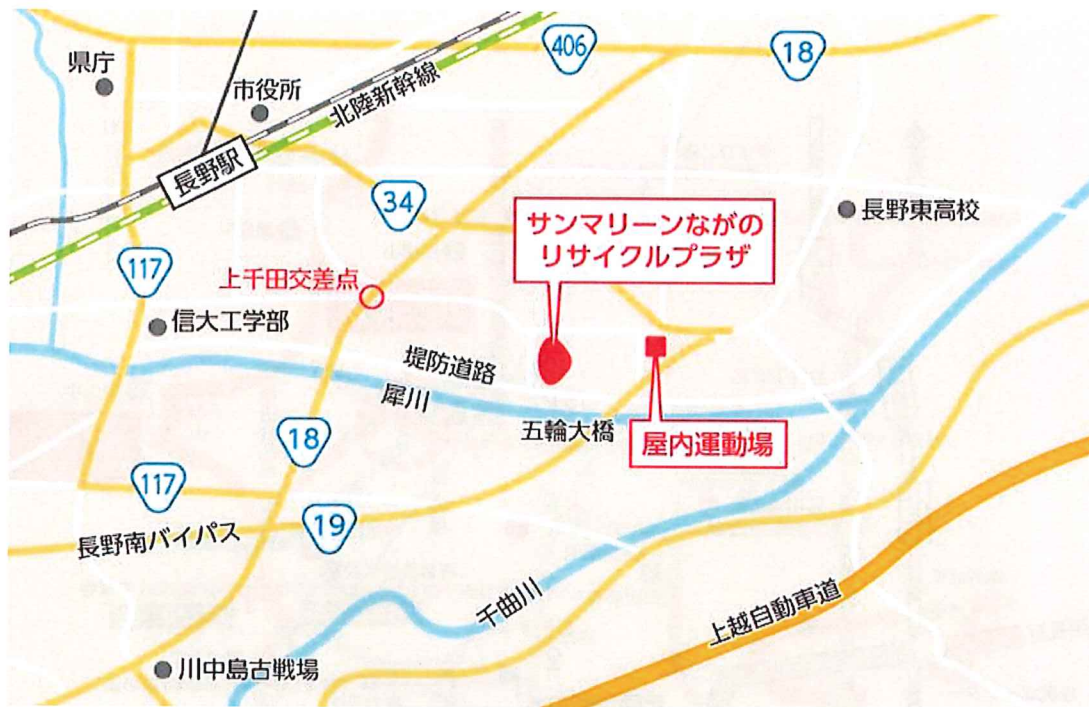 406
18
県庁
市役所
北陸新幹線
長野駅
34
サンマリーンながの
リサイクルプラザ
長野東高校
117
上千田交差点
信大工学部
堤防道路
犀川
18
五輪大橋
屋内運動場
117
19
長野南バイパス
千曲川
上越自動車道
川中島古戦場